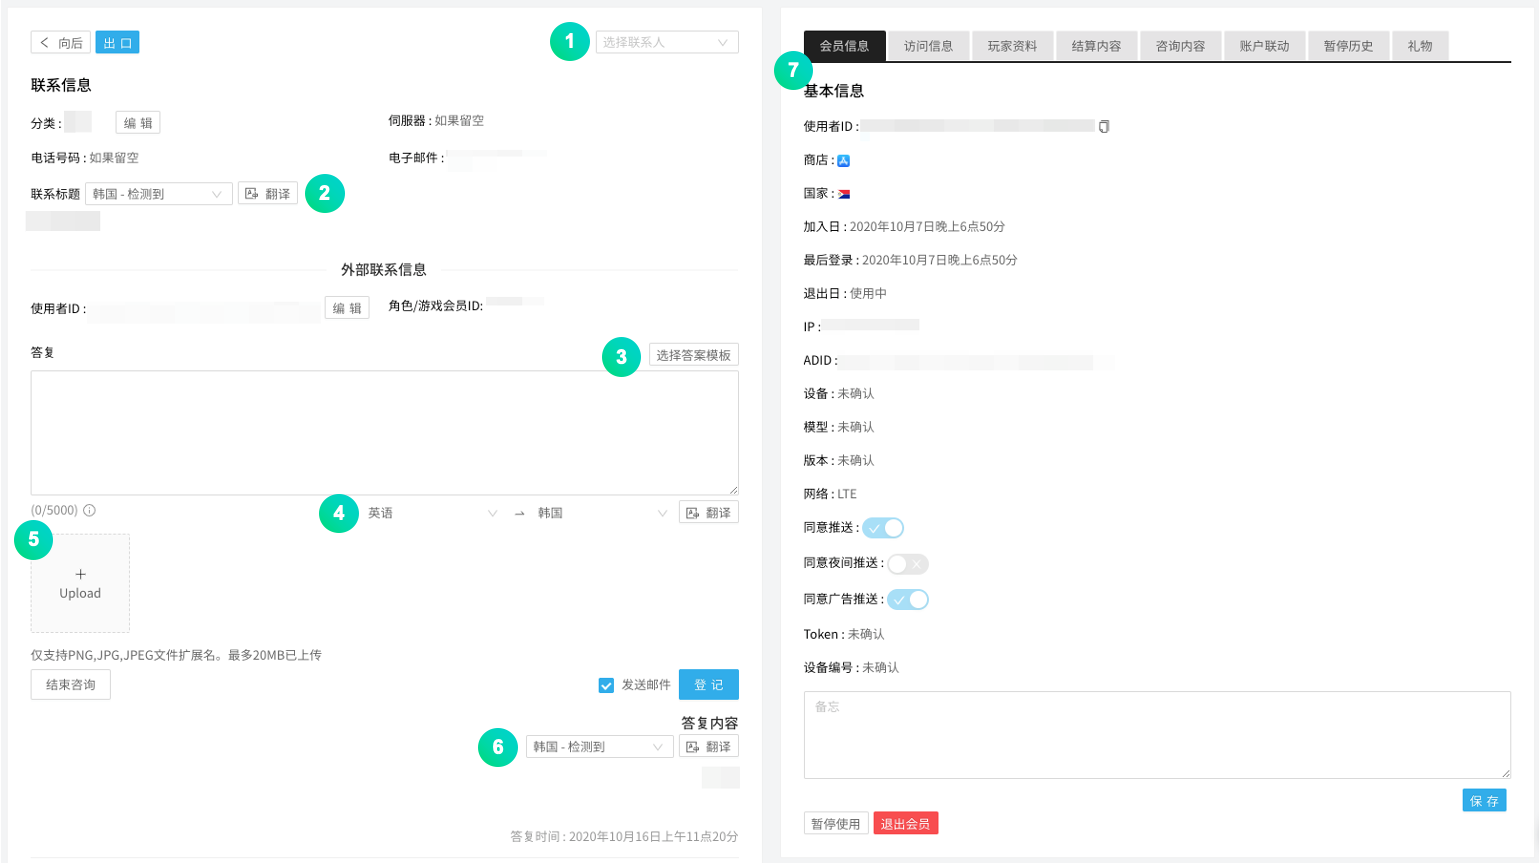 向后
出 口
1
选择联系人
联系信息
分类 :
编 辑
伺服器 : 如果留空
电话号码 : 如果留空
电子邮件 :
联系标题
韩国 - 检测到
翻译
2
外部联系信息
使用者ID :
编 辑
角色/游戏会员ID:
答复
3
选择答案模板
(0/5000)
4
英语
韩国
翻译
5
Upload
仅支持PNG,JPG,JPEG文件扩展名。最多20MB已上传
结束咨询
发送邮件
登 记
答复内容
6
韩国 - 检测到
翻译
答复时间 : 2020年10月16日上午11点20分
会员信息
访问信息
玩家资料
结算内容
咨询内容
账户联动
暂停历史
礼物
7
基本信息
使用者ID :
商店 :
国家 :
加入日 : 2020年10月7日晚上6点50分
最后登录 : 2020年10月7日晚上6点50分
退出日 : 使用中
IP :
ADID :
设备 : 未确认
模型 : 未确认
版本 : 未确认
网络 : LTE
同意推送 :
同意夜间推送 :
同意广告推送 :
Token : 未确认
设备编号 : 未确认
备忘
保 存
暂停使用
退出会员